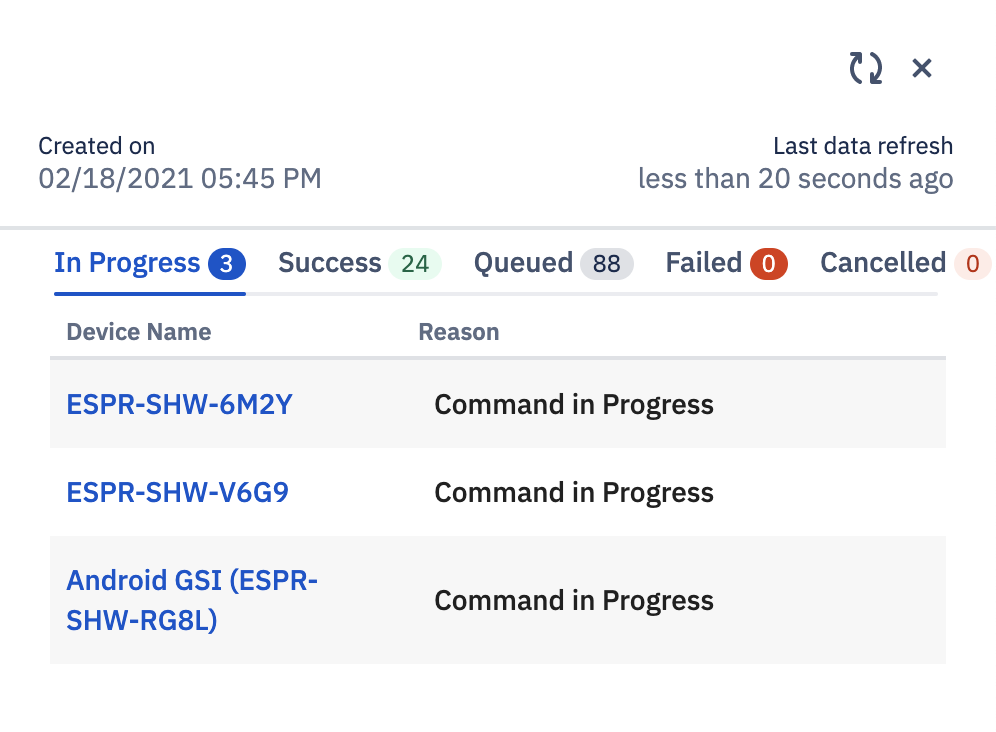 Created on
Last data refresh
02/18/2021 05:45 PM
less than 20 seconds ago
In Progress 3 Success 24 Queued 88 Failed 0 Cancelled 0
Device Name Reason
ESPR-SHW-6M2Y Command in Progress
ESPR-SHW-V6G9 Command in Progress
Android GSI (ESPR-
SHW-RG8L)
Command in Progress